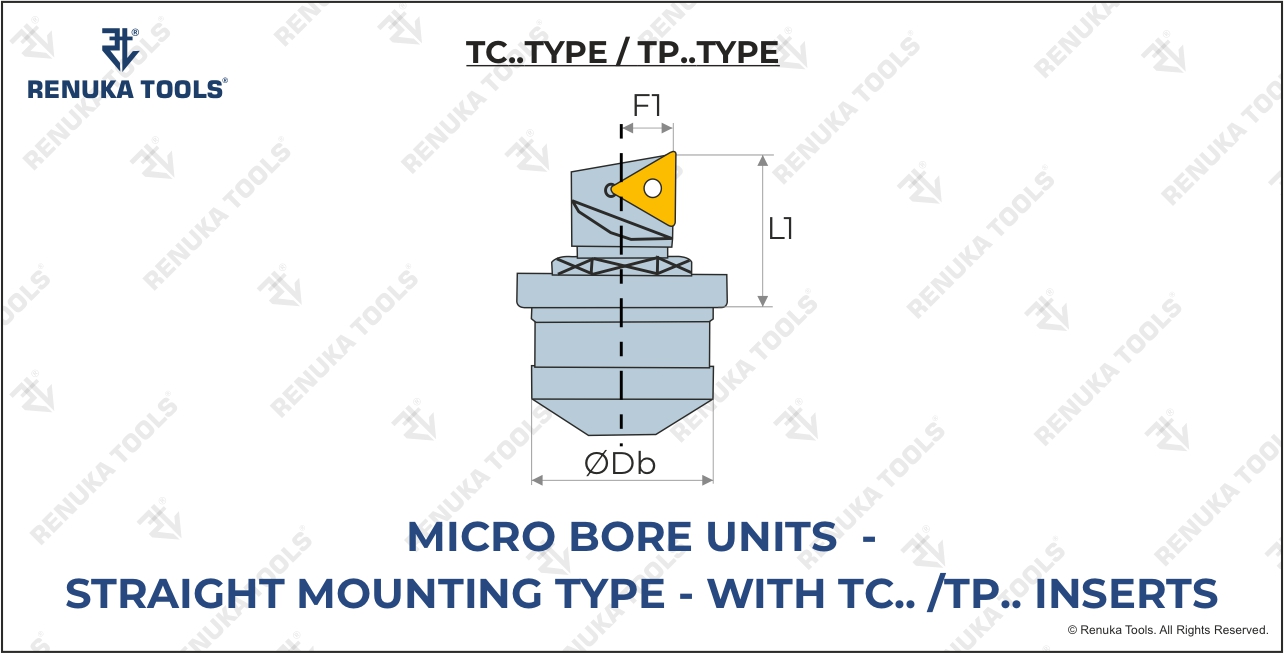 RENUKA TOOLS®
TC..TYPE / TP..TYPE
F1
L1
ØDb
MICRO BORE UNITS -
STRAIGHT MOUNTING TYPE - WITH TC.. /TP.. INSERTS
© Renuka Tools. All Rights Reserved.